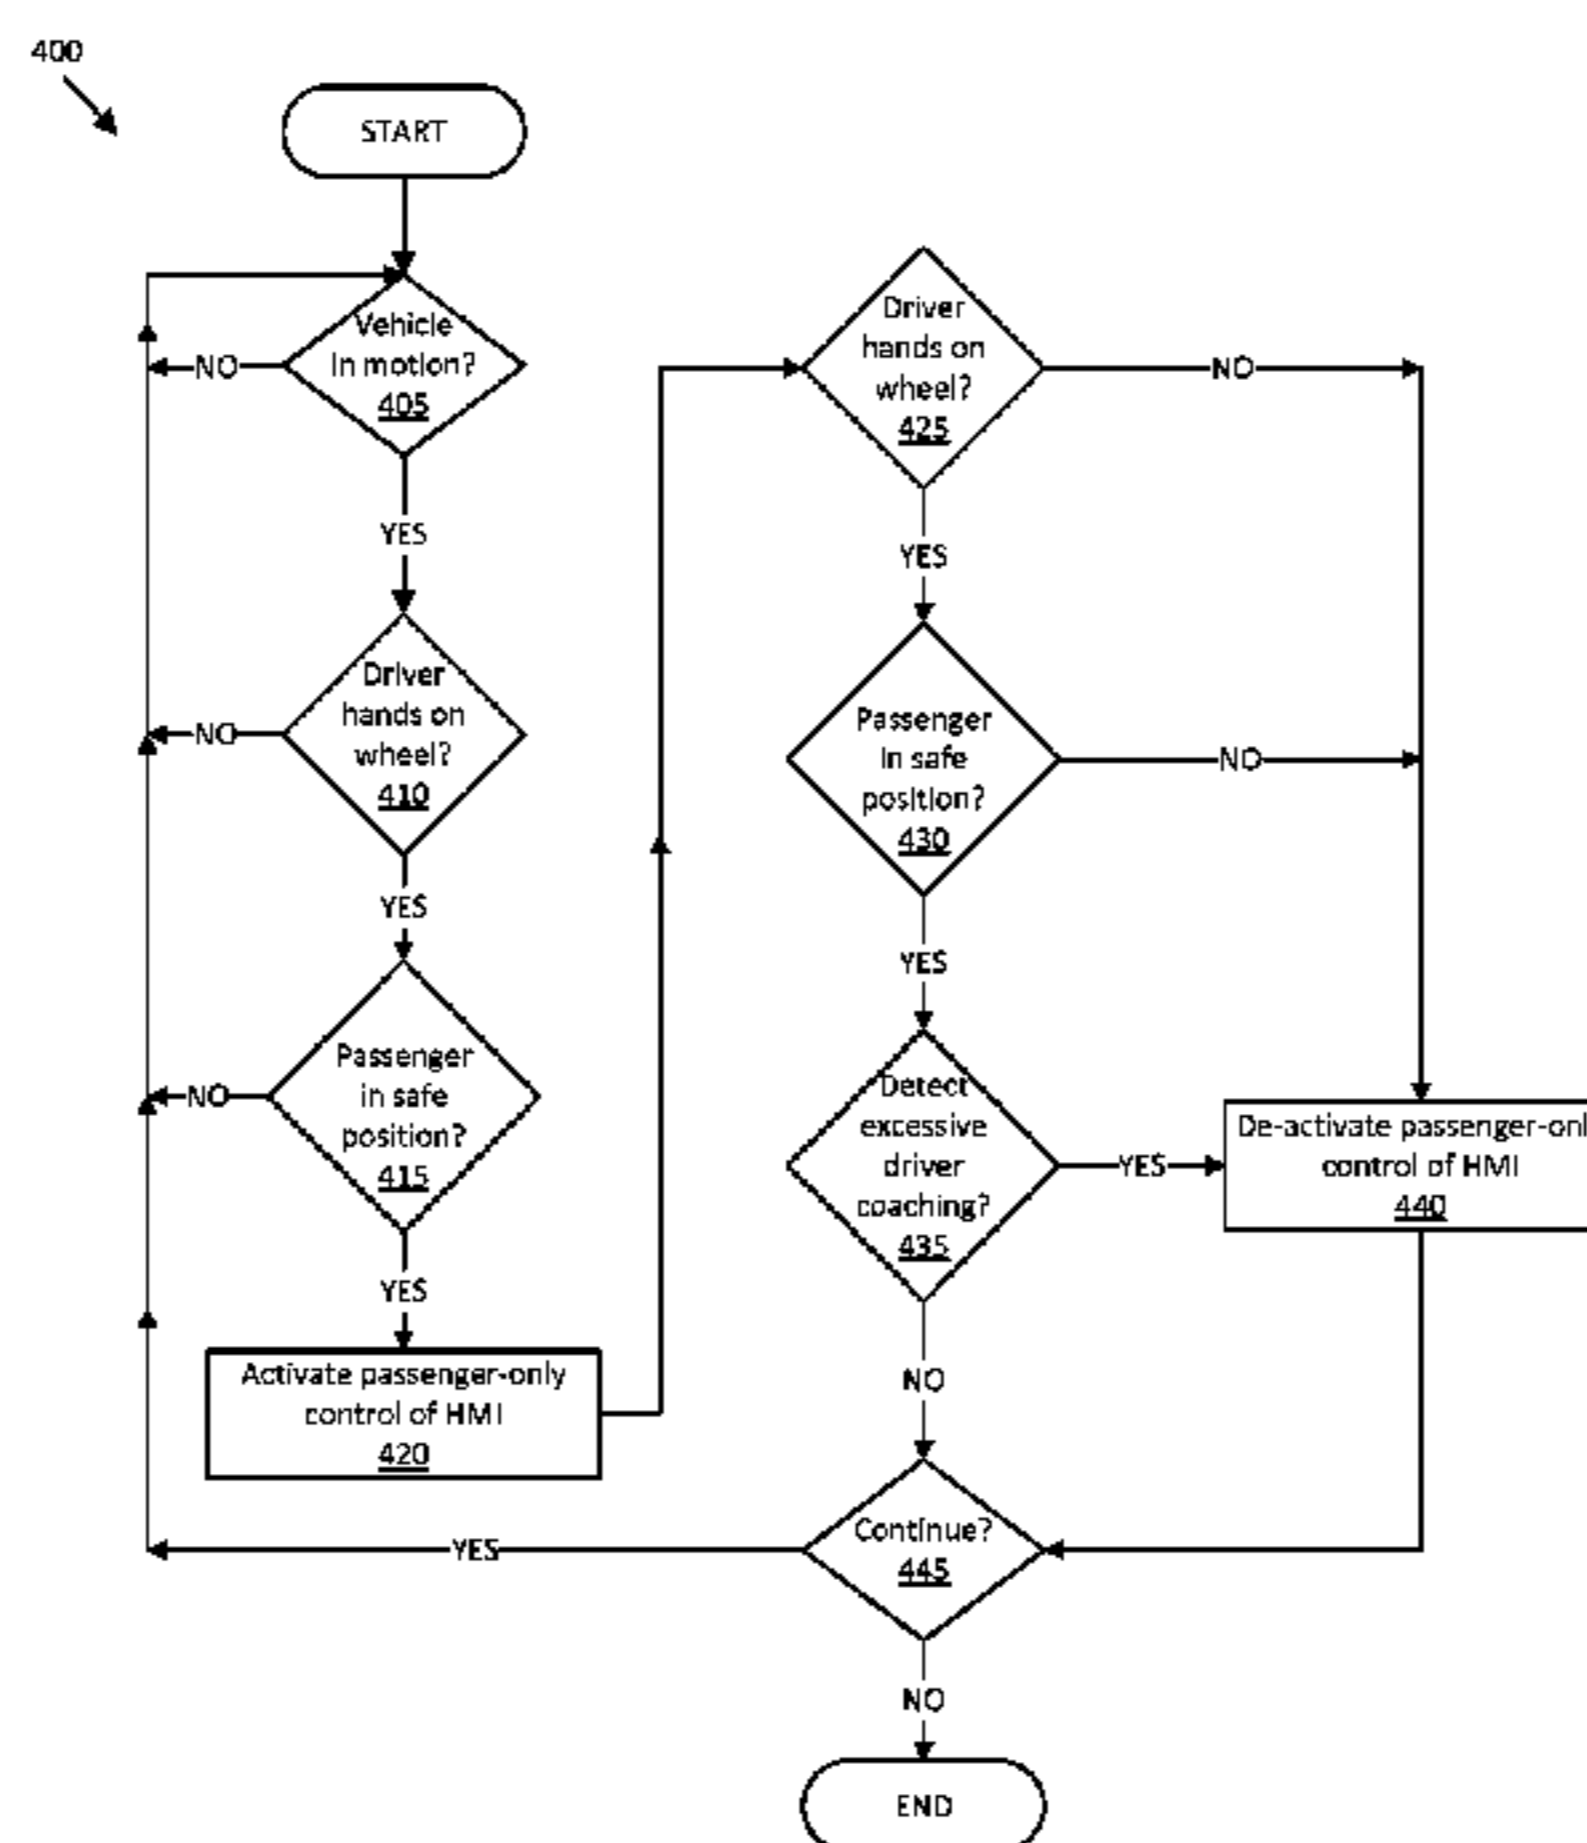 400
START
Vehicle
in motion?
405
NO
YES
Driver
hands on
wheel?
410
NO
YES
Passenger
in safe
position?
415
NO
YES
Activate passenger-only
control of HMI
420
Driver
hands on
wheel?
425
NO
YES
Passenger
in safe
position?
430
NO
YES
Detect
excessive
driver
coaching?
435
YES
De-activate passenger-onl
control of HMI
440
NO
Continue?
445
YES
NO
END